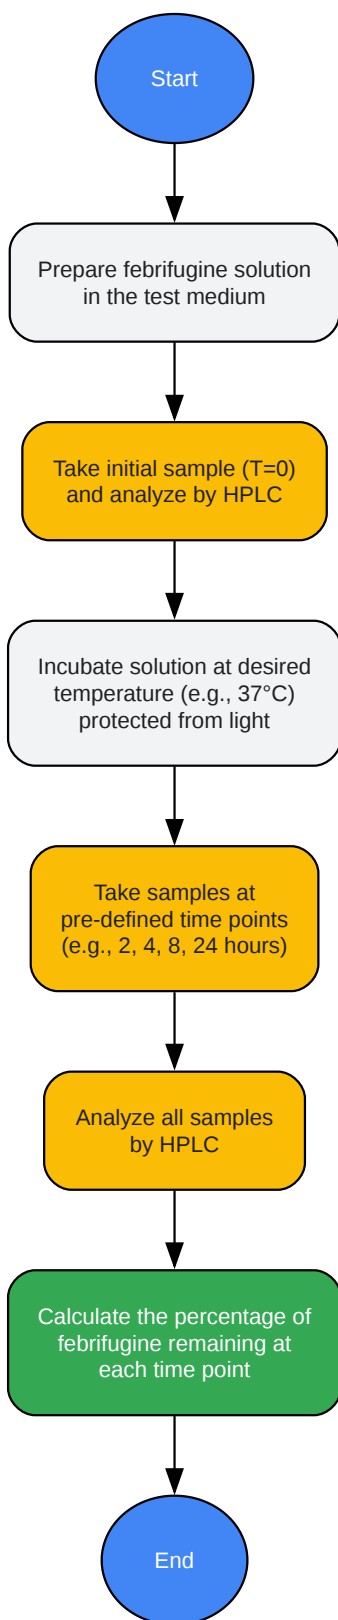 Start
Prepare febrifugine solution
in the test medium
Take initial sample (T=0)
and analyze by HPLC
Incubate solution at desired
temperature (e.g., 37°C)
protected from light
Take samples at
pre-defined time points
(e.g., 2, 4, 8, 24 hours)
Analyze all samples
by HPLC
Calculate the percentage of
febrifugine remaining at
each time point
End